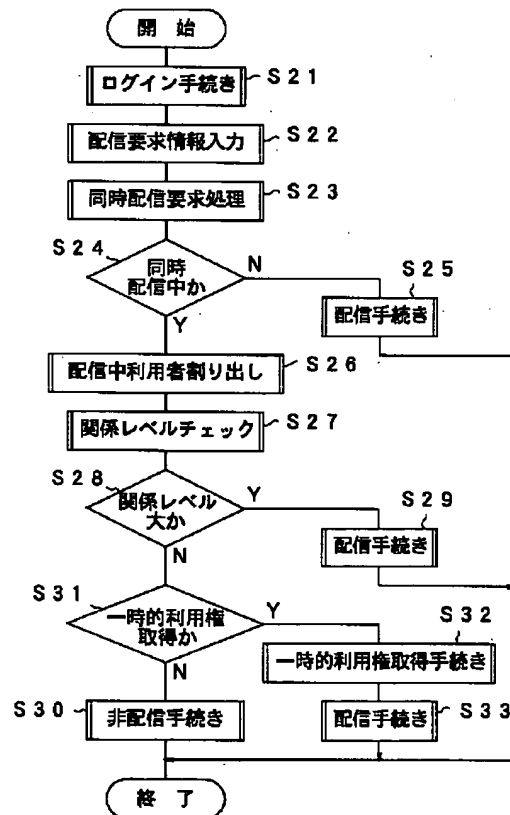 開 始
ログイン手続き
S21
配信要求情報入力
S22
同時配信要求処理
S23
S24
同時
配信中か
N
Y
S25
配信手続き
配信中利用者割り出し
S26
関係レベルチェック
S27
S28
関係レベル
大か
Y
N
S29
配信手続き
S31
一時的利用権
取得か
Y
N
S32
一時的利用権取得手続き
S30
非配信手続き
配信手続き
S33
終 了